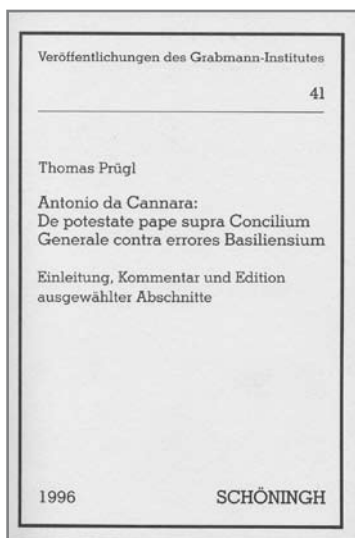 Veröffentlichungen des Grabmann-Institutes
41
Thomas Prügl
Antonio da Cannara:
De potestate pape supra Concilium
Generale contra errores Basiliensium
Einleitung, Kommentar und Edition
ausgewählter Abschnitte
1996 SCHÖNINGH